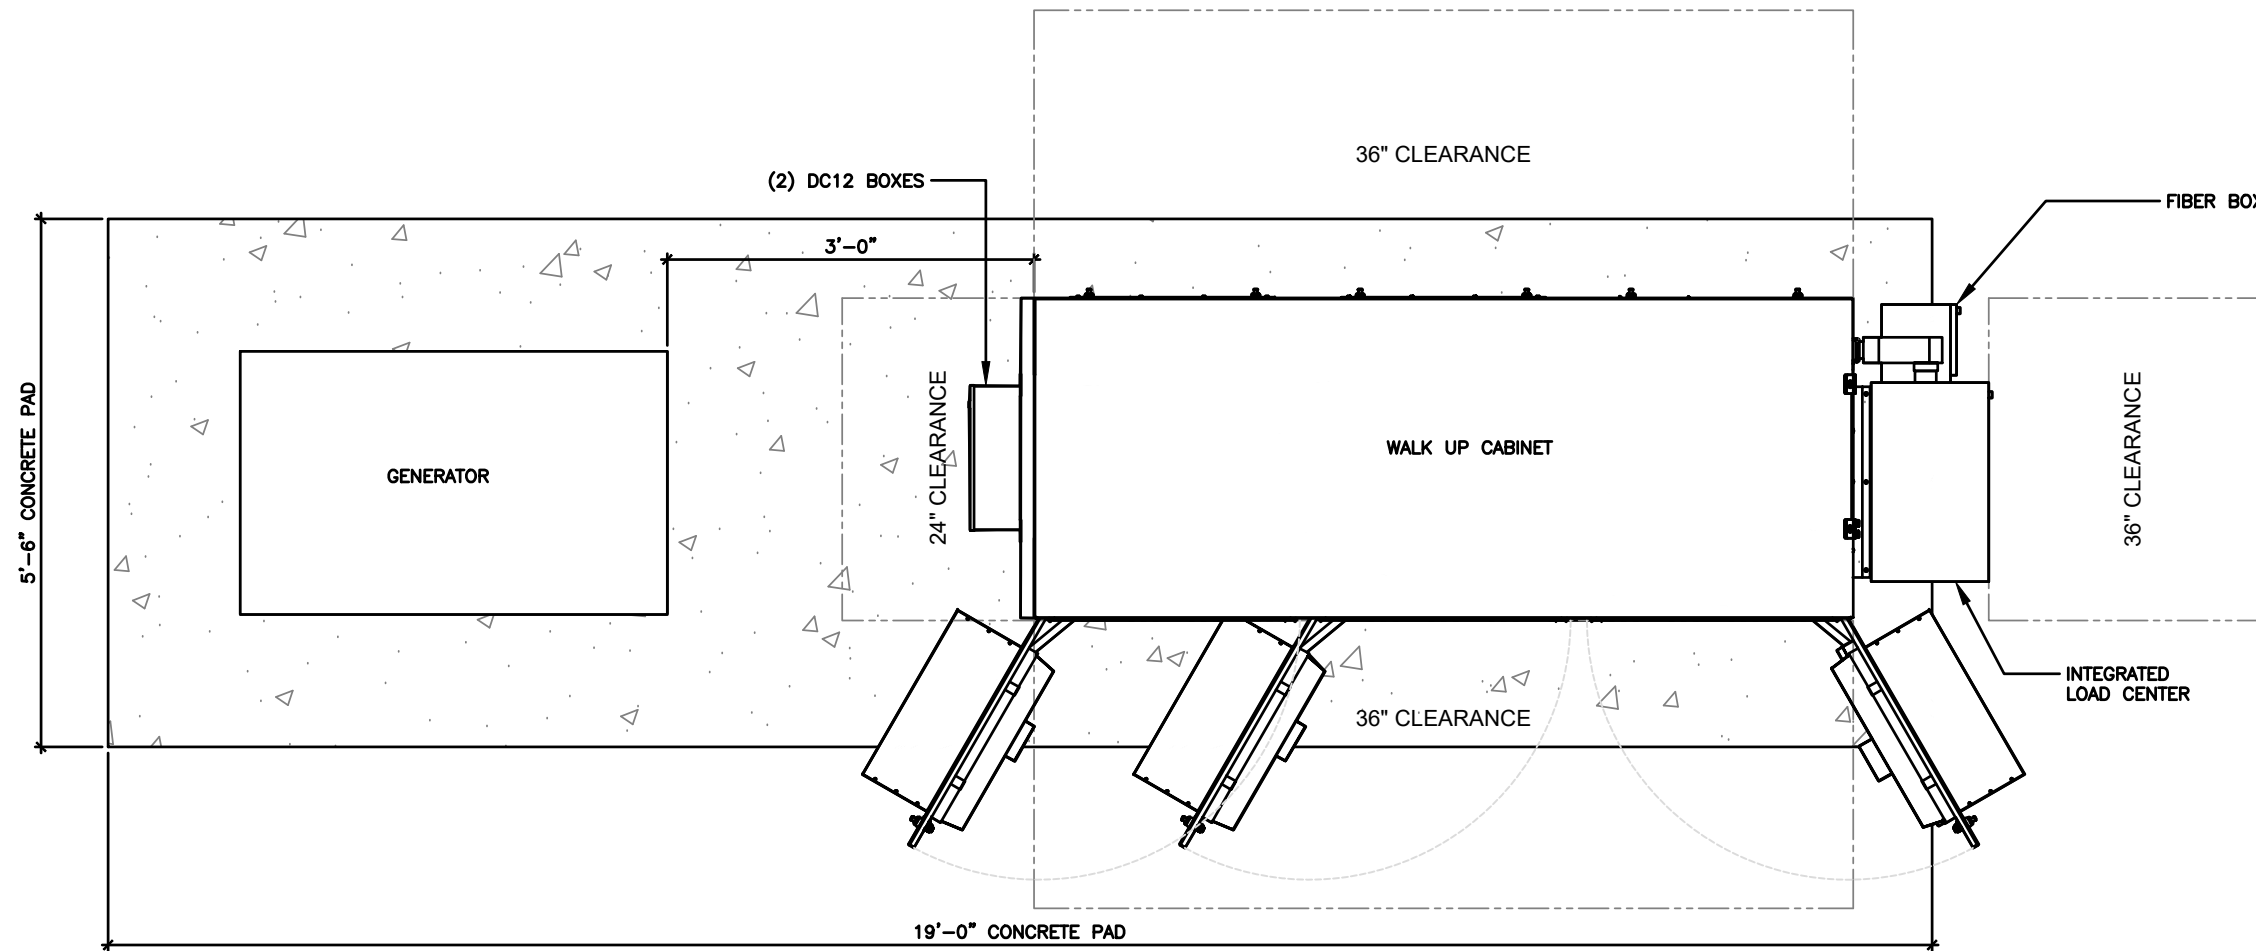 36" CLEARANCE
(2) DC12 BOXES
FIBER BOX
3'-0"
5'-6" CONCRETE PAD
GENERATOR
24" CLEARANCE
WALK UP CABINET
36" CLEARANCE
INTEGRATED
LOAD CENTER
36" CLEARANCE
19'-0" CONCRETE PAD